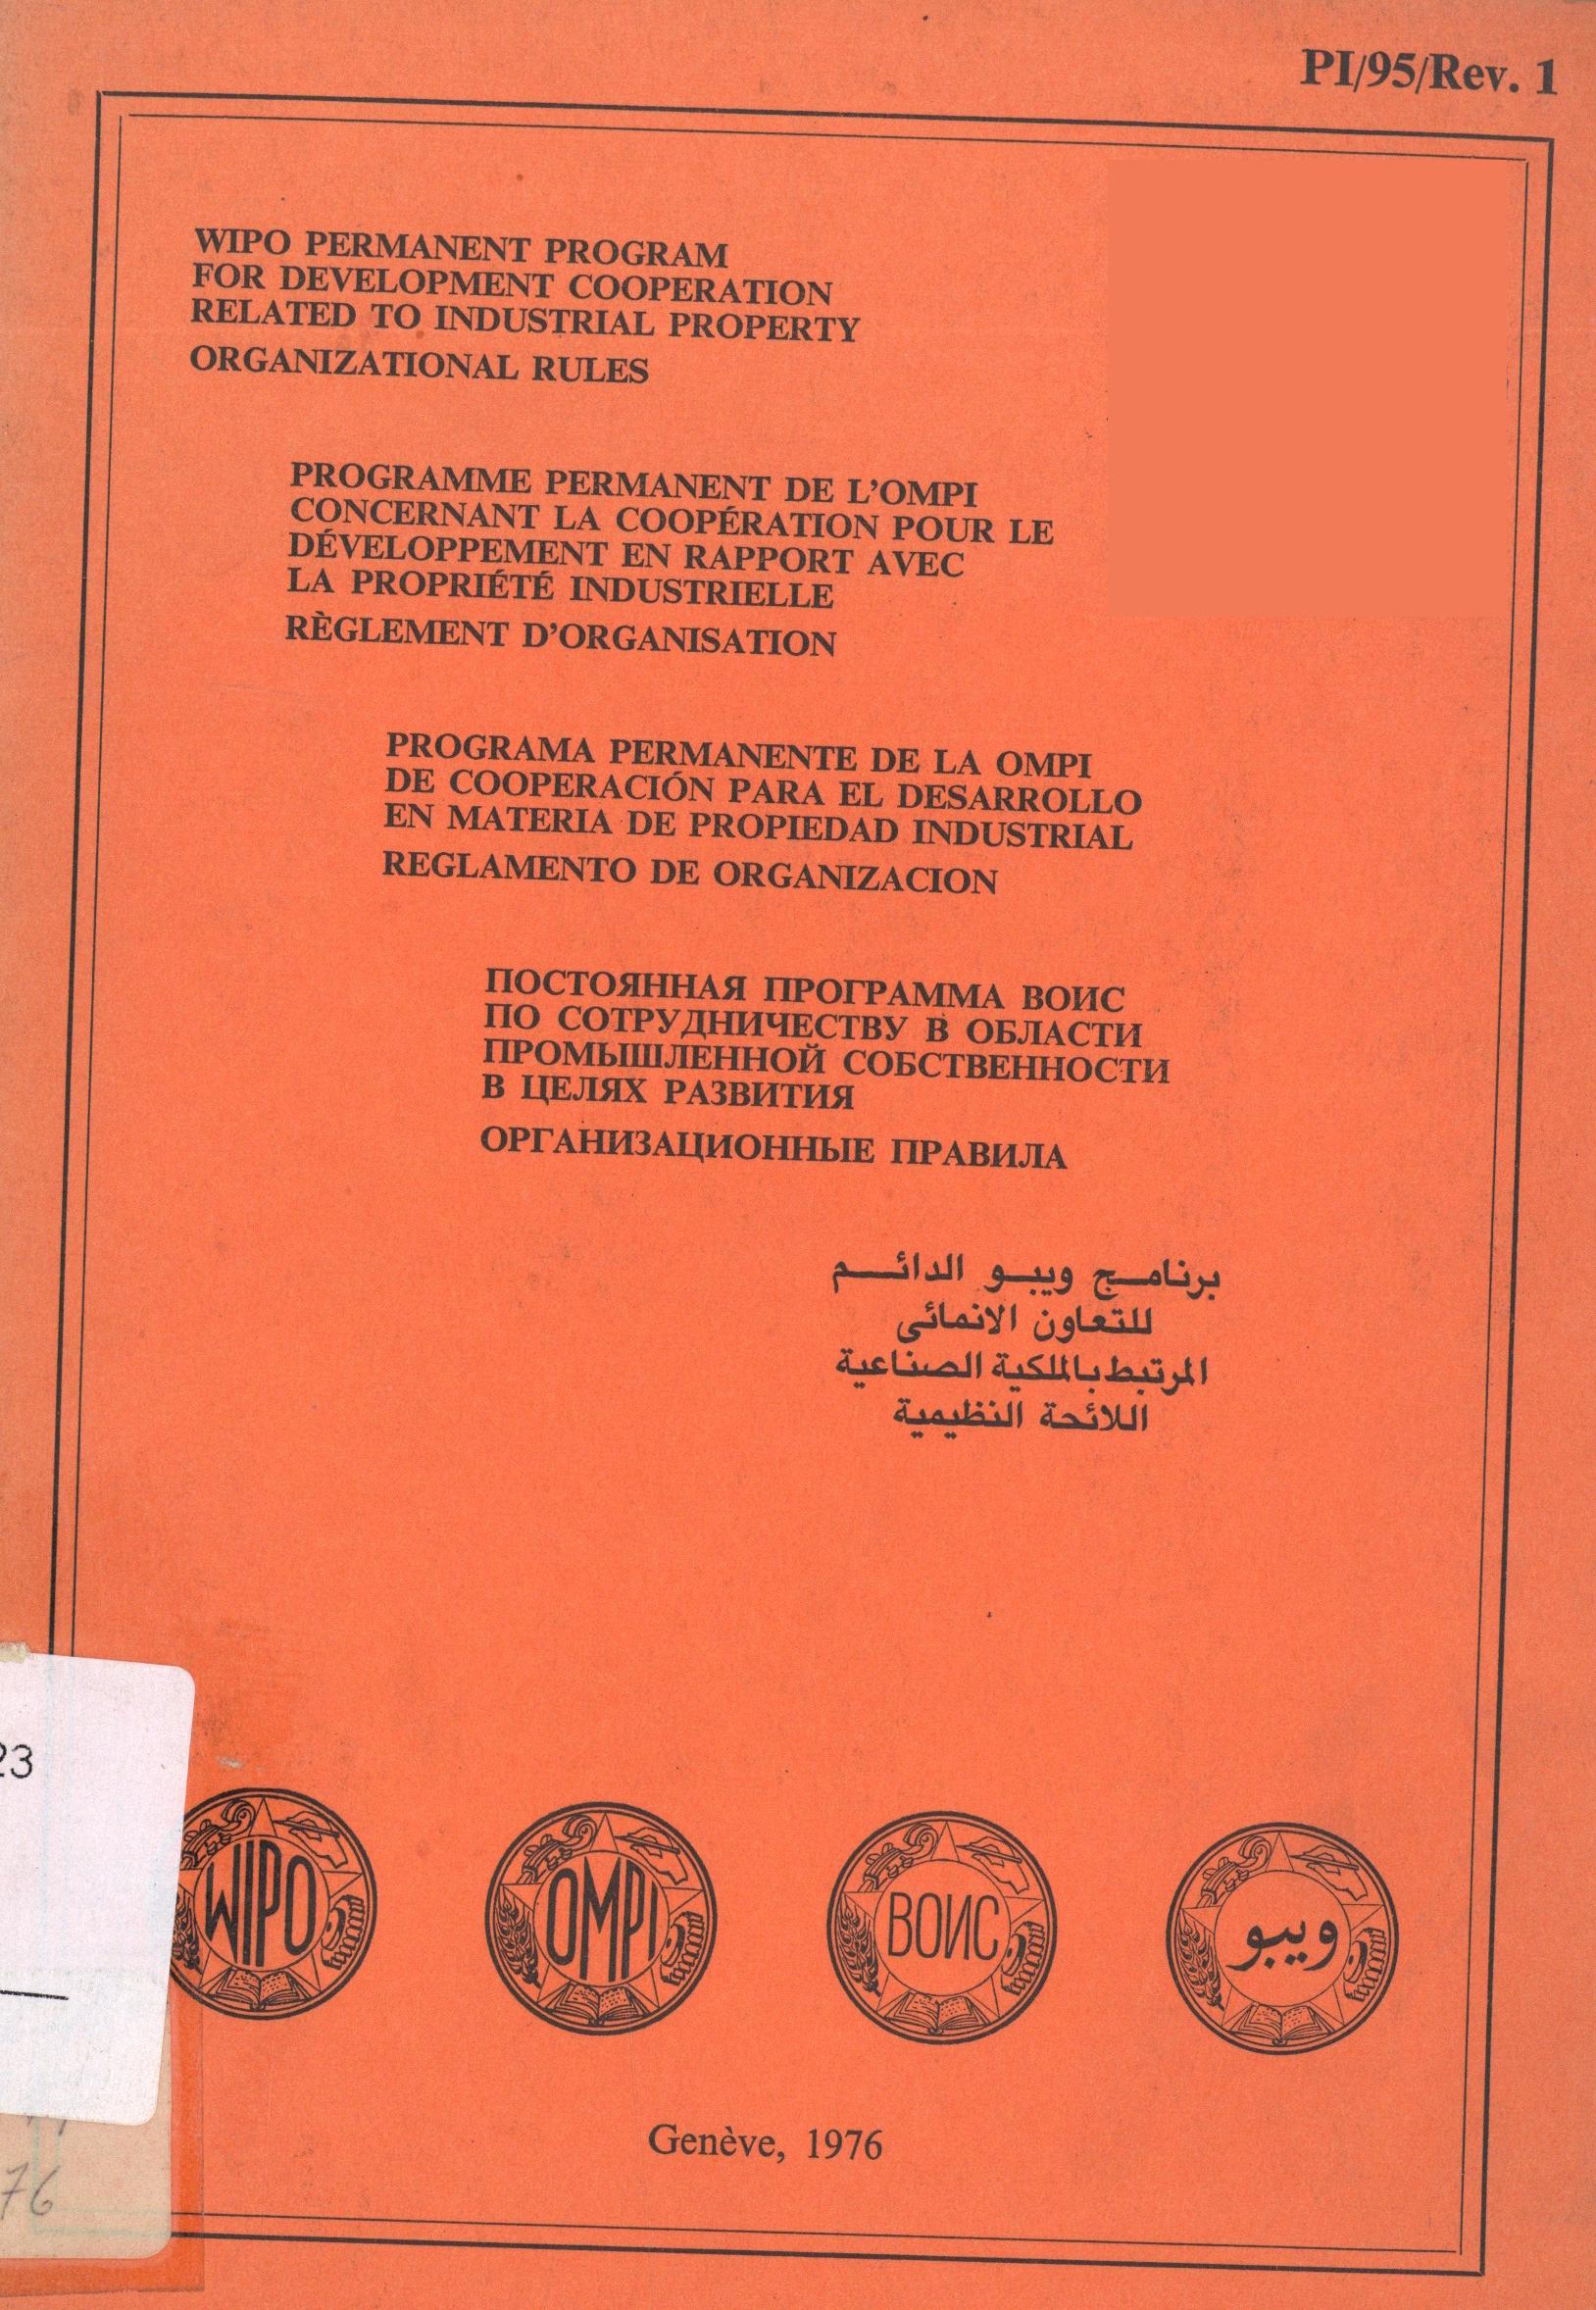 PI/95/Rev. 1
WIPO PERMANENT PROGRAM
FOR DEVELOPMENT COOPERATION
RELATED TO INDUSTRIAL PROPERTY
ORGANIZATIONAL RULES
PROGRAMME PERMANENT DE L'OMPI
CONCERNANT LA COOPÉRATION POUR LE
DÉVELOPPEMENT EN RAPPORT AVEC
LA PROPRIÉTÉ INDUSTRIELLE
RÈGLEMENT D'ORGANISATION
PROGRAMA PERMANENTE DE LA OMPI
DE COOPERACIÓN PARA EL DESARROLLO
EN MATERIA DE PROPIEDAD INDUSTRIAL
REGLAMENTO DE ORGANIZACION
ПОСТОЯННАЯ ПРОГРАММА ВОИС
ПО СОТРУДНИЧЕСТВУ В ОБЛАСТИ
ПРОМЫШЛЕННОЙ СОБСТВЕННОСТИ
В ЦЕЛЯХ РАЗВИТИЯ
ОРГАНИЗАЦИОННЫЕ ПРАВИЛА
برنامج ويبو الدائم
للتعاون الانمائى
المرتبط بالملكية الصناعية
اللائحة النظيمية
23
WIPO
OMPI
ВОИС
ويبو
Genève, 1976
76